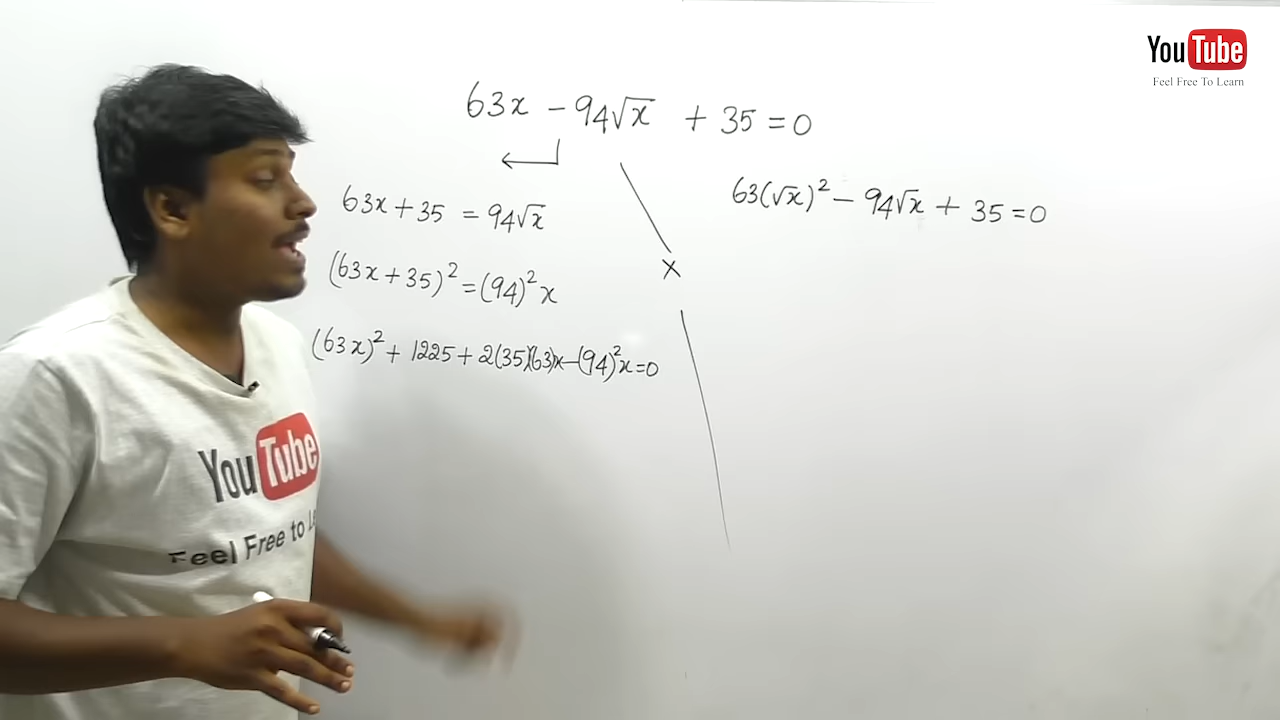 YouTube
Feel Free To Learn
63x - 94√x + 35 = 0
63x + 35 = 94√x
(63x + 35)² = (94)² x
(63x)² + 1225 + 2(35)(63)x - (94)² x = 0
x
63(√x)² - 94√x + 35 = 0
YouTube
Feel Free to